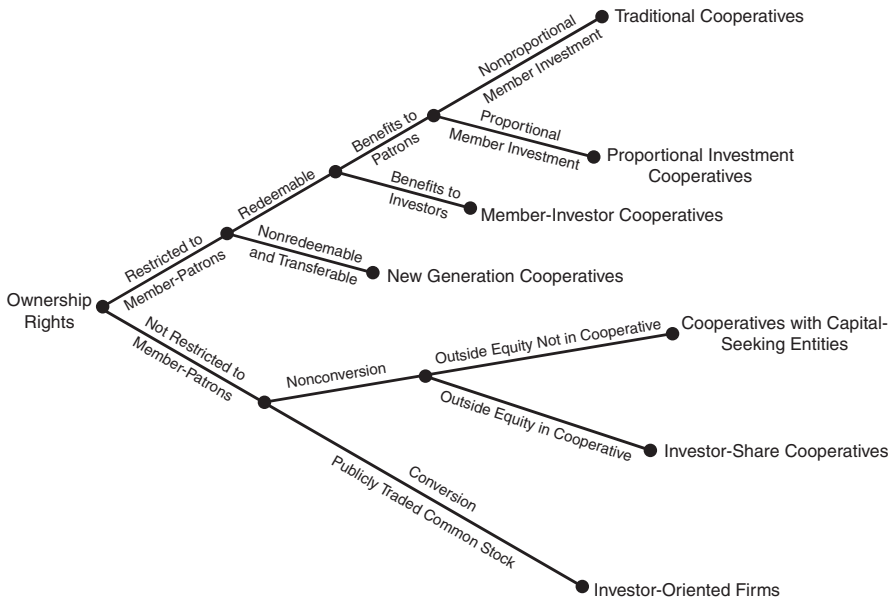 Traditional Cooperatives
Nonproportional
Member Investment
Proportional
Member Investment
Proportional Investment
Cooperatives
Benefits to
Patrons
Benefits to
Investors
Member-Investor Cooperatives
Redeemable
Nonredeemable
and Transferable
New Generation Cooperatives
Restricted to
Member-Patrons
Ownership
Rights
Not Restricted to
Member-Patrons
Nonconversion
Outside Equity Not in Cooperative
Cooperatives with Capital-
Seeking Entities
Outside Equity in Cooperative
Investor-Share Cooperatives
Conversion
Publicly Traded Common Stock
Investor-Oriented Firms